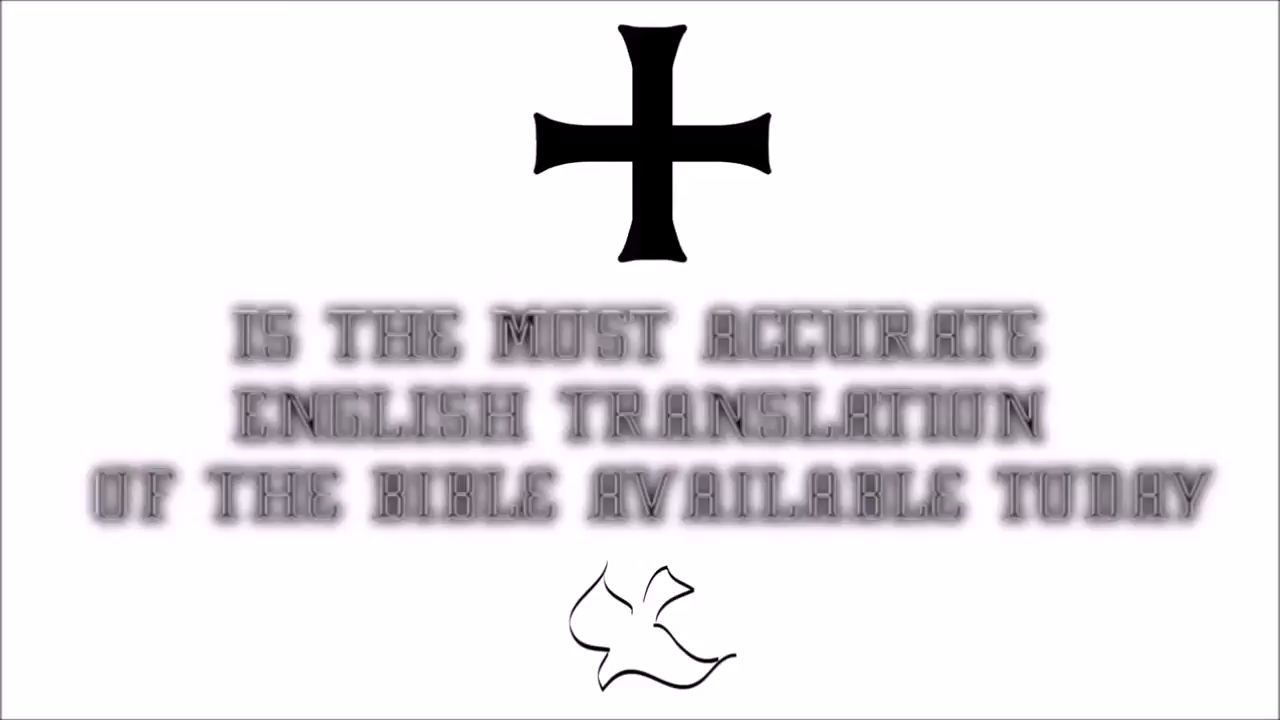 IS THE MOST ACCURATE
ENGLISH TRANSLATION
OF THE BIBLE AVAILABLE TODAY